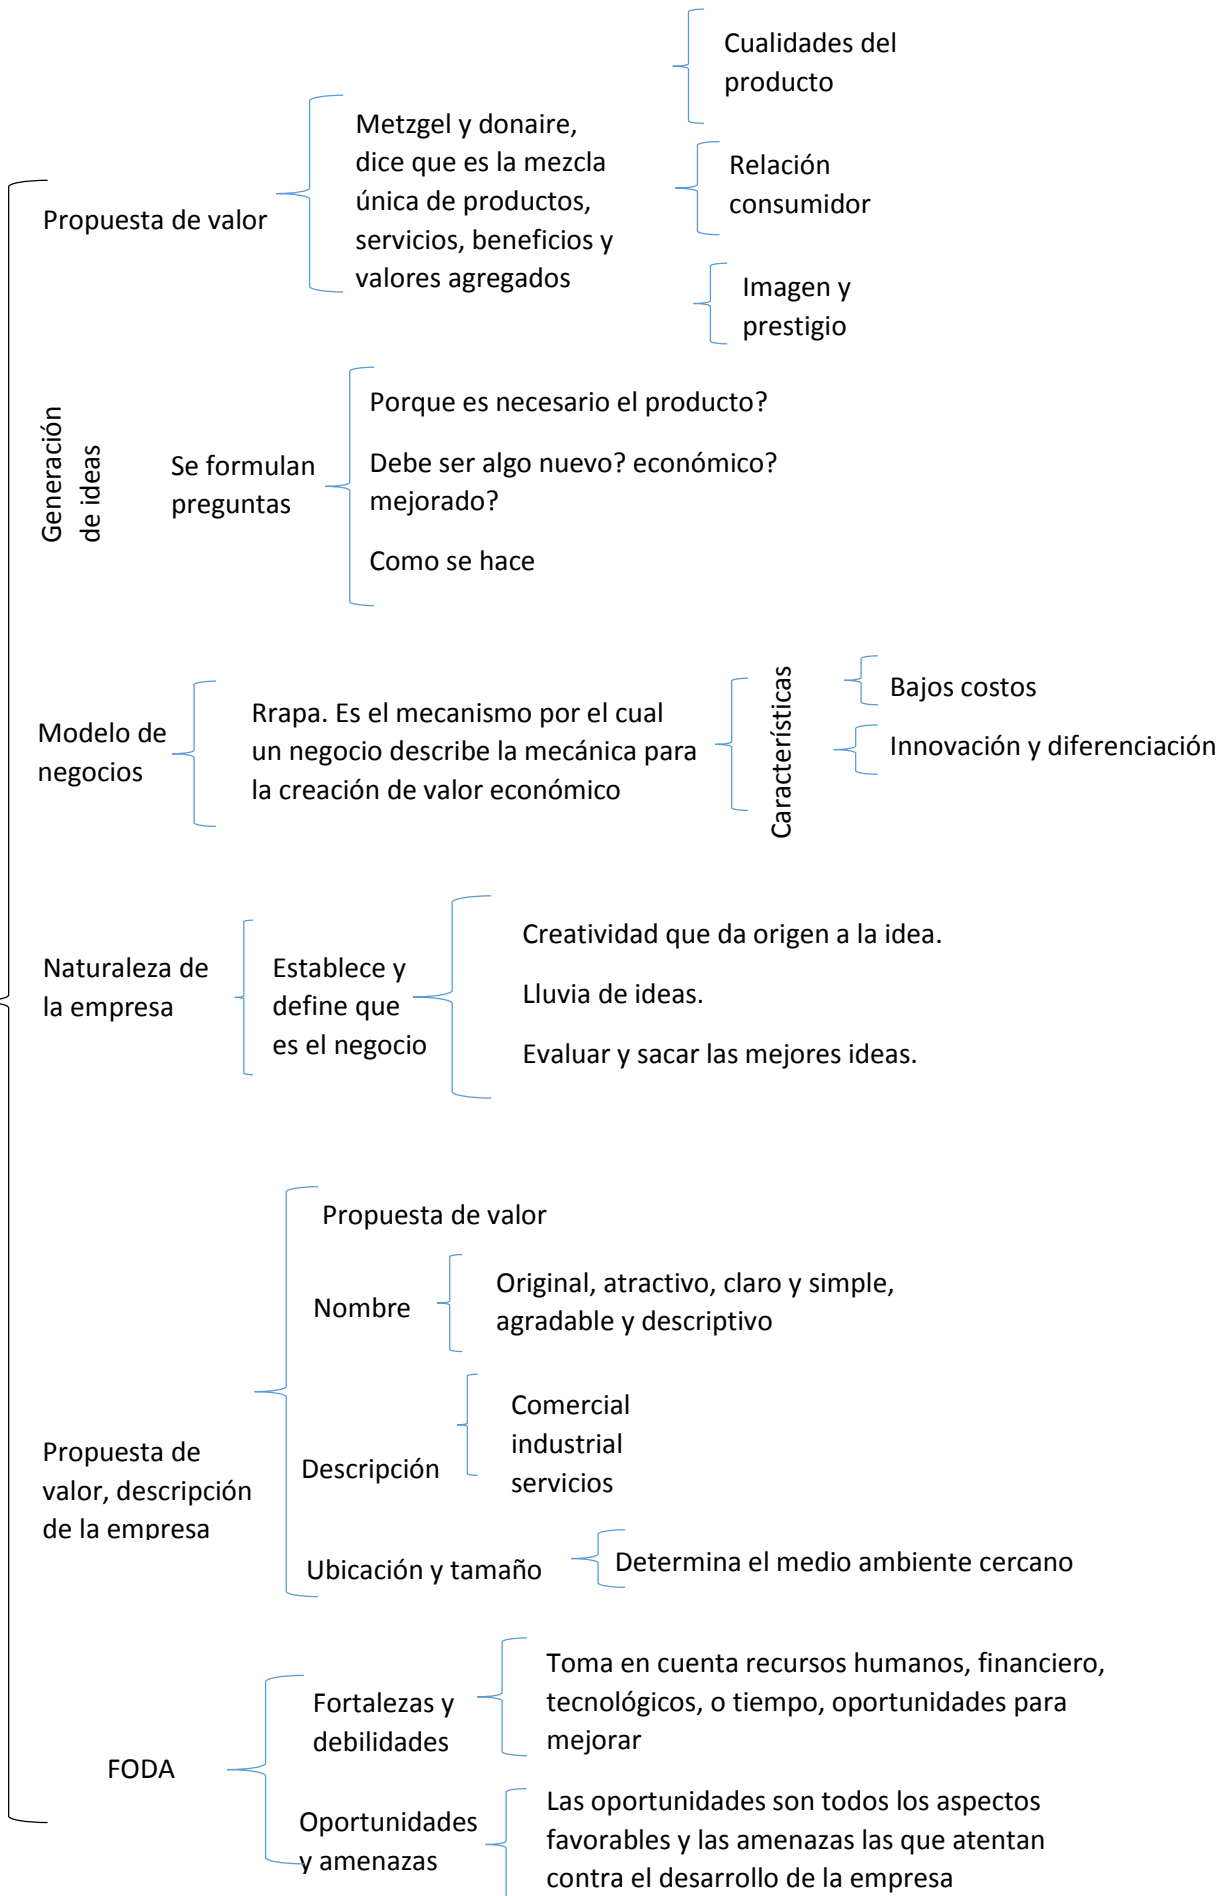 Propuesta de valor
Metzgel y donaire,
dice que es la mezcla
única de productos,
servicios, beneficios y
valores agregados
Cualidades del
producto
Relación
consumidor
Imagen y
prestigio
Generación
de ideas
Se formulan
preguntas
Porque es necesario el producto?
Debe ser algo nuevo? económico?
mejorado?
Como se hace
Modelo de
negocios
Rrapa. Es el mecanismo por el cual
un negocio describe la mecánica para
la creación de valor económico
Características
Bajos costos
Innovación y diferenciación
Naturaleza de
la empresa
Establece y
define que
es el negocio
Creatividad que da origen a la idea.
Lluvia de ideas.
Evaluar y sacar las mejores ideas.
Propuesta de
valor, descripción
de la empresa
Propuesta de valor
Nombre
Original, atractivo, claro y simple,
agradable y descriptivo
Descripción
Comercial
industrial
servicios
Ubicación y tamaño
Determina el medio ambiente cercano
FODA
Fortalezas y
debilidades
Toma en cuenta recursos humanos, financiero,
tecnológicos, o tiempo, oportunidades para
mejorar
Oportunidades
y amenazas
Las oportunidades son todos los aspectos
favorables y las amenazas las que atentan
contra el desarrollo de la empresa